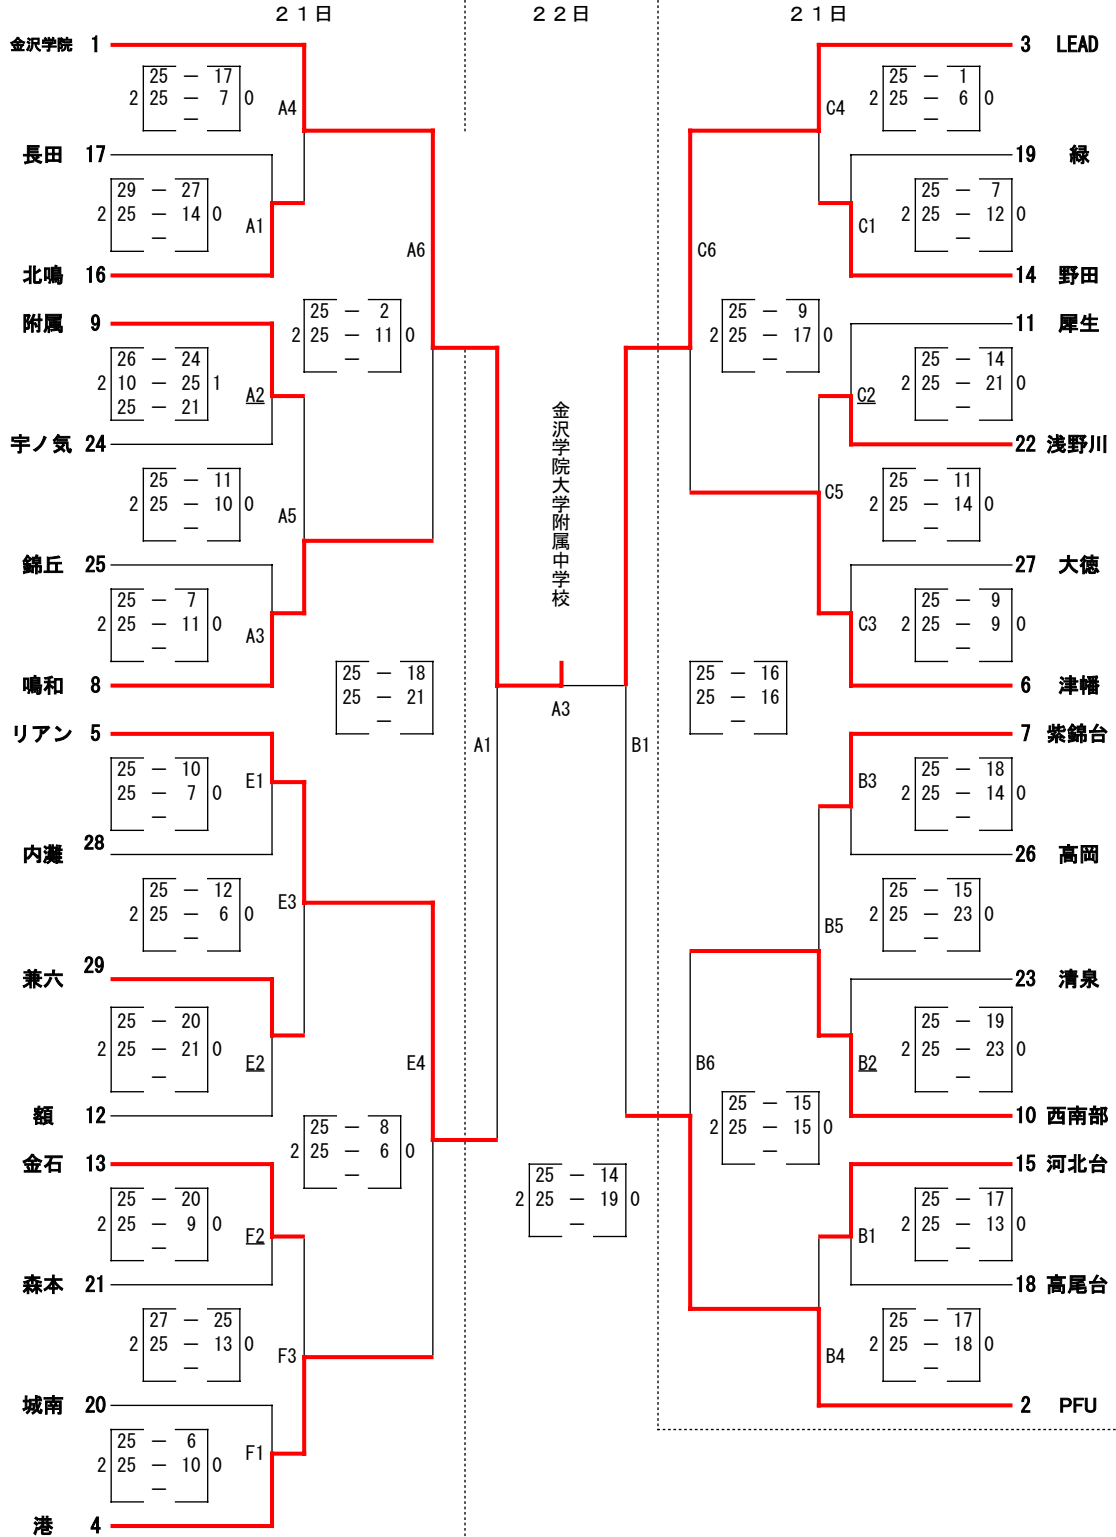 ２１日
２２日
２１日
金沢学院 1
3 LEAD
25 ― 17
2 25 ― 7 0
―
A4
C4
25 ― 1
2 25 ― 6 0
―
長田 17
19 緑
29 ― 27
2 25 ― 14 0
―
A1
C1
25 ― 7
2 25 ― 12 0
―
A6
C6
北鳴 16
14 野田
附属 9
11 犀生
25 ― 2
2 25 ― 11 0
―
25 ― 9
2 25 ― 17 0
―
26 ― 24
2 10 ― 25 1
25 ― 21
A2
C2
25 ― 14
2 25 ― 21 0
―
宇ノ気 24
22 浅野川
金沢学院大学附属中学校
25 ― 11
2 25 ― 10 0
―
A5
C5
25 ― 11
2 25 ― 14 0
―
錦丘 25
27 大徳
25 ― 7
2 25 ― 11 0
―
A3
C3
25 ― 9
2 25 ― 9 0
―
鳴和 8
6 津幡
25 ― 18
25 ― 21
―
25 ― 16
25 ― 16
―
A3
リアン 5
7 紫錦台
A1
B1
25 ― 10
25 ― 7 0
―
E1
B3
25 ― 18
2 25 ― 14 0
―
内灘 28
26 高岡
25 ― 12
2 25 ― 6 0
―
E3
B5
25 ― 15
2 25 ― 23 0
―
兼六 29
23 清泉
25 ― 20
2 25 ― 21 0
―
E2
E4
B6
B2
25 ― 19
2 25 ― 23 0
―
額 12
10 西南部
25 ― 8
2 25 ― 6 0
―
25 ― 15
2 25 ― 15 0
―
金石 13
15 河北台
25 ― 14
2 25 ― 19 0
―
25 ― 20
2 25 ― 9 0
―
F2
B1
25 ― 17
2 25 ― 13 0
―
森本 21
18 高尾台
27 ― 25
2 25 ― 13 0
―
F3
B4
25 ― 17
2 25 ― 18 0
―
城南 20
2 PFU
25 ― 6
2 25 ― 10 0
―
F1
港 4